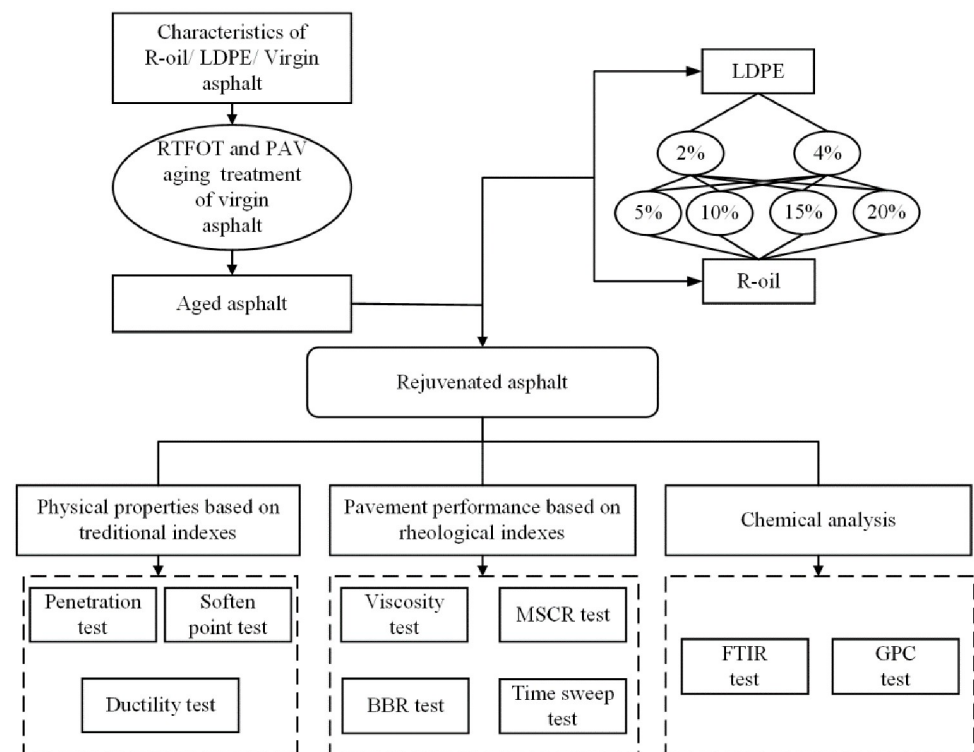 Characteristics of
R-oil/ LDPE/ Virgin
asphalt
RTFOT and PAV
aging treatment
of virgin
asphalt
Aged asphalt
LDPE
2%
4%
5%
10%
15%
20%
R-oil
Rejuvenated asphalt
Physical properties based on
treditional indexes
Pavement performance based on
rheological indexes
Chemical analysis
Penetration
test
Soften
point test
Ductility test
Viscosity
test
MSCR test
BBR test
Time sweep
test
FTIR
test
GPC
test